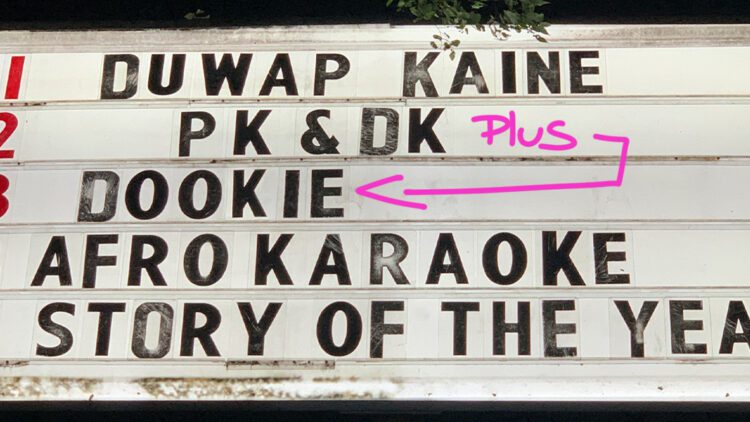 1 DUWAP KAINE
2 PK & DK Plus
3 DOOKIE
AFROKARAOKE
STORY OF THE YEA